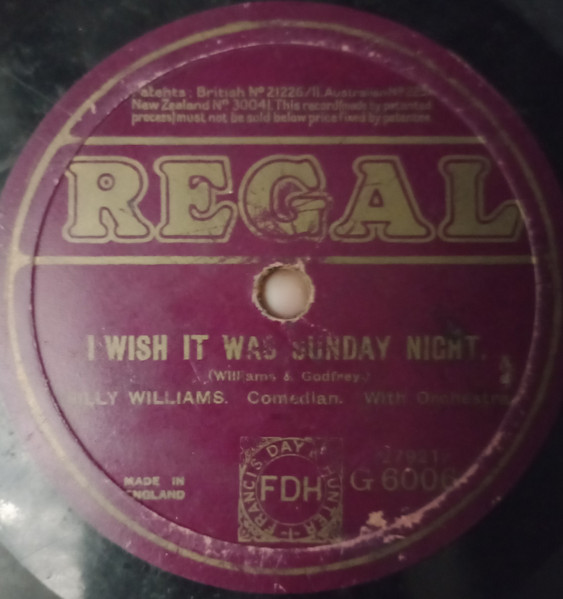 Patents: British Nº 21226/11. Australian Nº
New Zealand Nº 30041. This record (made by patented
process) must not be sold below price fixed by patentee.
REGAL
I WISH IT WAS SUNDAY NIGHT.
(Williams & Godfrey.)
BILLY WILLIAMS. Comedian. With Orchestra.
FRANCIS DAY & HUNTER
FDH
G 6006
MADE IN
ENGLAND